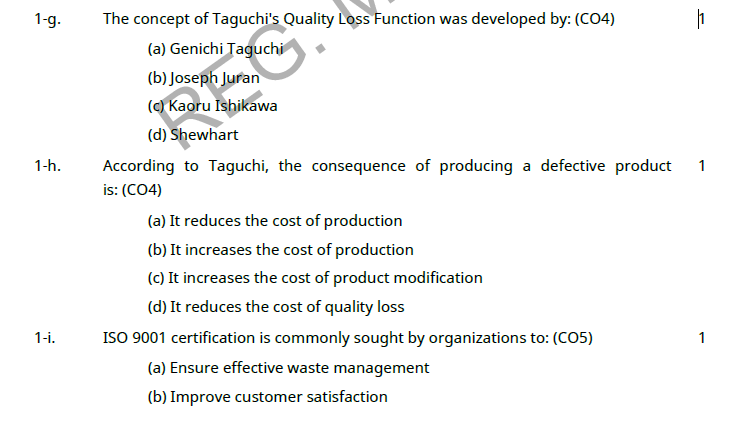 1-g. The concept of Taguchi's Quality Loss Function was developed by: (CO4) 1
(a) Genichi Taguchi
(b) Joseph Juran
(c) Kaoru Ishikawa
(d) Shewhart
1-h. According to Taguchi, the consequence of producing a defective product 1
is: (CO4)
(a) It reduces the cost of production
(b) It increases the cost of production
(c) It increases the cost of product modification
(d) It reduces the cost of quality loss
1-i. ISO 9001 certification is commonly sought by organizations to: (CO5) 1
(a) Ensure effective waste management
(b) Improve customer satisfaction
REG.